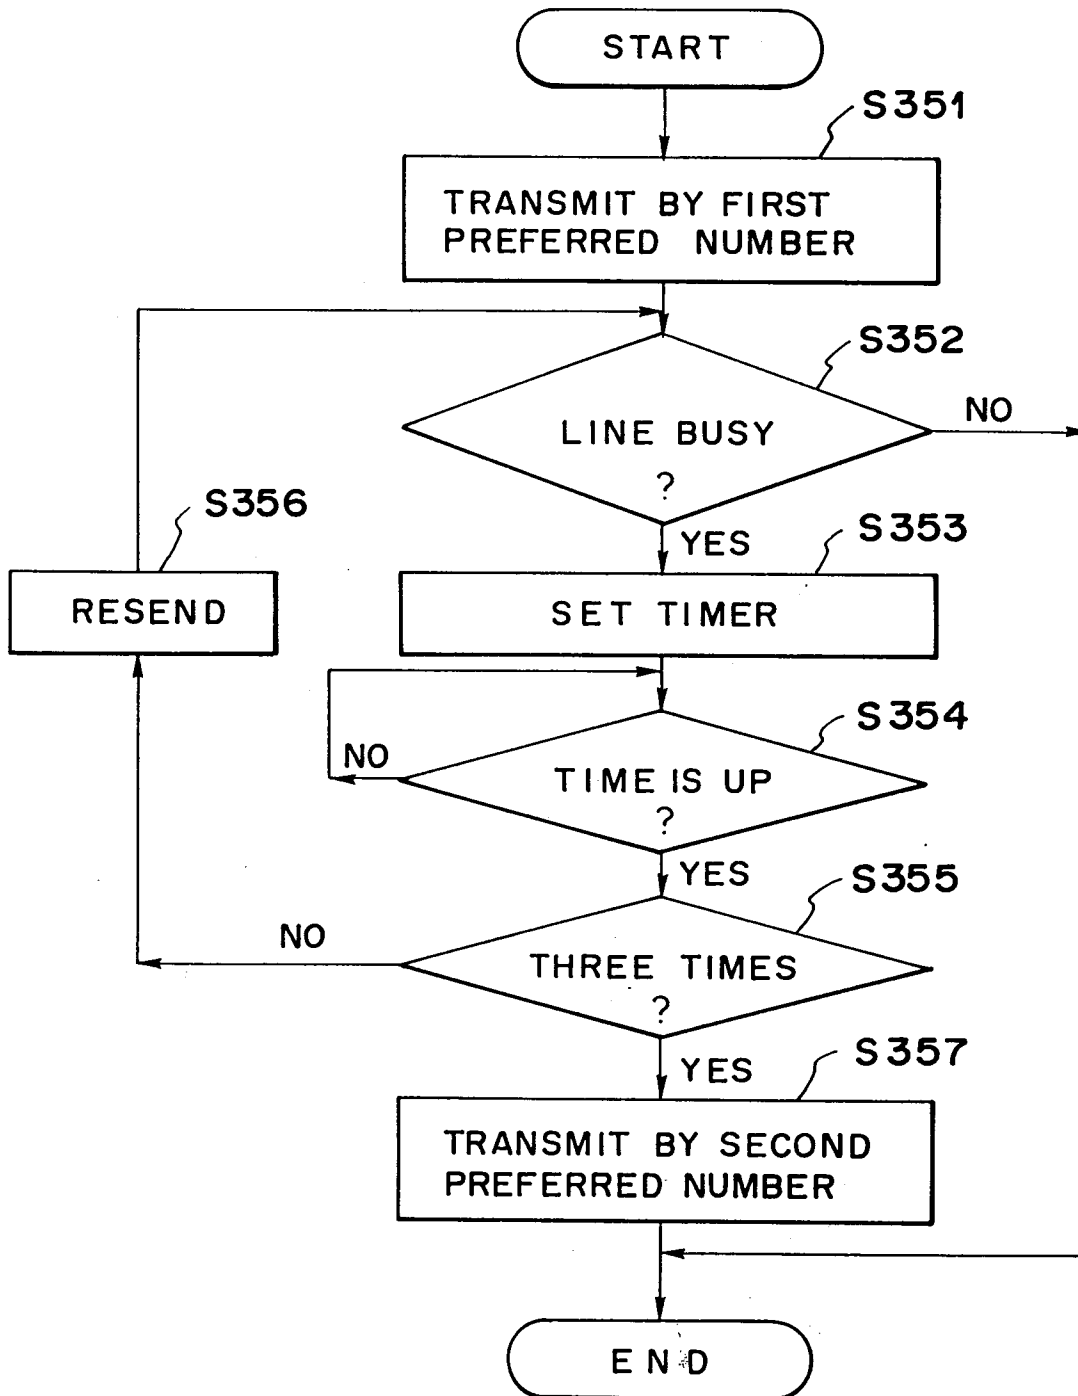 START
S351
TRANSMIT BY FIRST
PREFERRED NUMBER
S352
LINE BUSY
?
NO
YES
S356
RESEND
S353
SET TIMER
S354
TIME IS UP
?
NO
YES
S355
THREE TIMES
?
NO
YES
S357
TRANSMIT BY SECOND
PREFERRED NUMBER
END